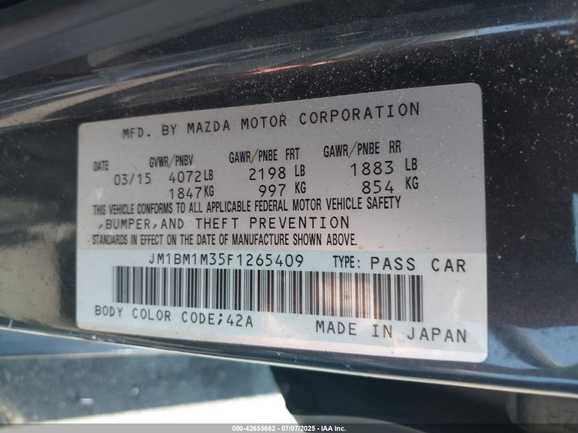 MFD. BY MAZDA MOTOR CORPORATION
DATE GVWR/PNBV GAWR/PNBE FRT GAWR/PNBE RR
03/15 4072LB 2198 LB 1883 LB
1847KG 997 KG 854 KG
THIS VEHICLE CONFORMS TO ALL APPLICABLE FEDERAL MOTOR VEHICLE SAFETY
,BUMPER,AND THEFT PREVENTION
STANDARDS IN EFFECT ON THE DATE OF MANUFACTURE SHOWN ABOVE.
JM1BM1M35F1265409 TYPE: PASS CAR
BODY COLOR CODE;42A MADE IN JAPAN
000-42655662 - 07/07/2025 - IAA Inc.